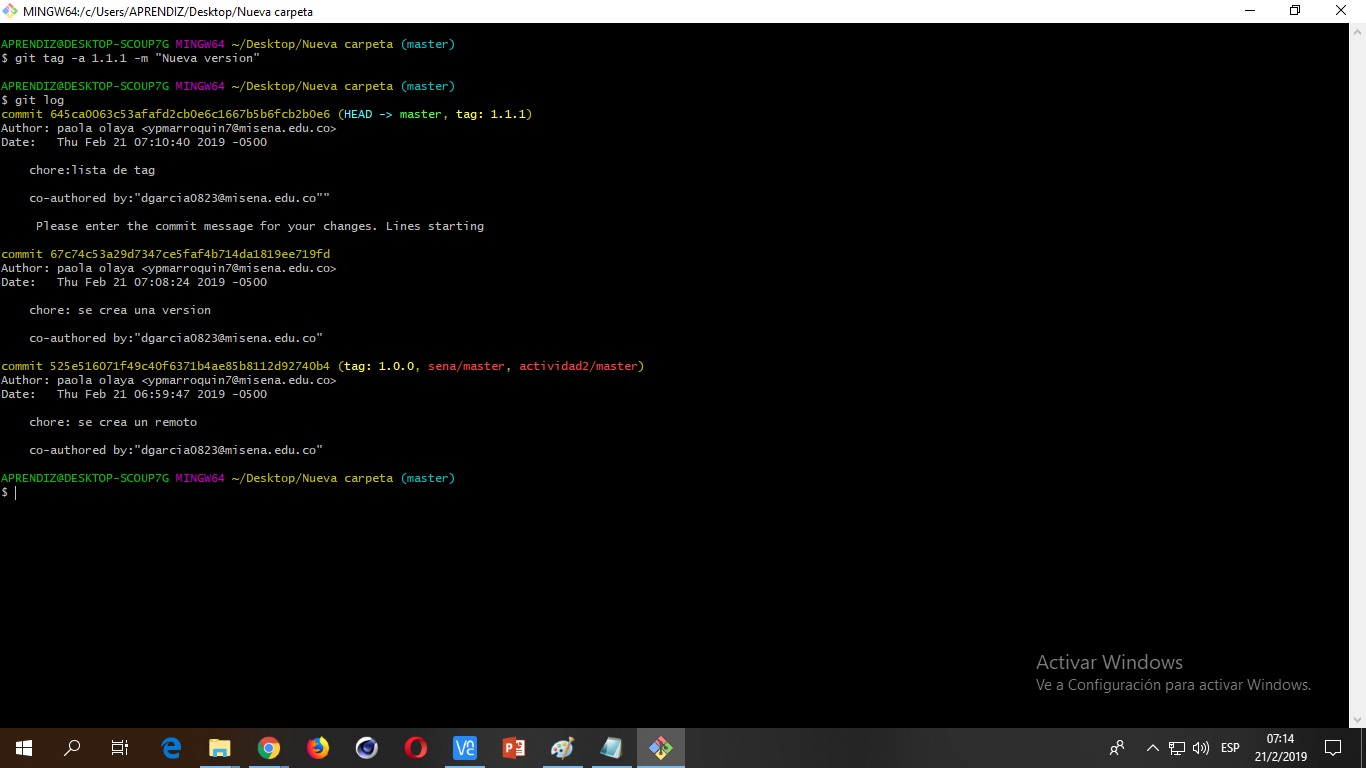 MINGW64:/c/Users/APRENDIZ/Desktop/Nueva carpeta
APRENDIZ@DESKTOP-SCOUP7G MINGW64 ~/Desktop/Nueva carpeta (master)
$ git tag -a 1.1.1 -m "Nueva version"
APRENDIZ@DESKTOP-SCOUP7G MINGW64 ~/Desktop/Nueva carpeta (master)
$ git log
commit 645ca0063c53afafd2cb0e6c1667b5b6fcb2b0e6 (HEAD -> master, tag: 1.1.1)
Author: paola olaya <ypmarroquin7@misena.edu.co>
Date:   Thu Feb 21 07:10:40 2019 -0500
chore:lista de tag
co-authored by:"dgarcia0823@misena.edu.co""
Please enter the commit message for your changes. Lines starting
commit 67c74c53a29d7347ce5faf4b714da1819ee719fd
Author: paola olaya <ypmarroquin7@misena.edu.co>
Date:   Thu Feb 21 07:08:24 2019 -0500
chore: se crea una version
co-authored by:"dgarcia0823@misena.edu.co"
commit 525e516071f49c40f6371b4ae85b8112d92740b4 (tag: 1.0.0, sena/master, actividad2/master)
Author: paola olaya <ypmarroquin7@misena.edu.co>
Date:   Thu Feb 21 06:59:47 2019 -0500
chore: se crea un remoto
co-authored by:"dgarcia0823@misena.edu.co"
APRENDIZ@DESKTOP-SCOUP7G MINGW64 ~/Desktop/Nueva carpeta (master)
$
Activar Windows
Ve a Configuración para activar Windows.
ESP
07:14
21/2/2019